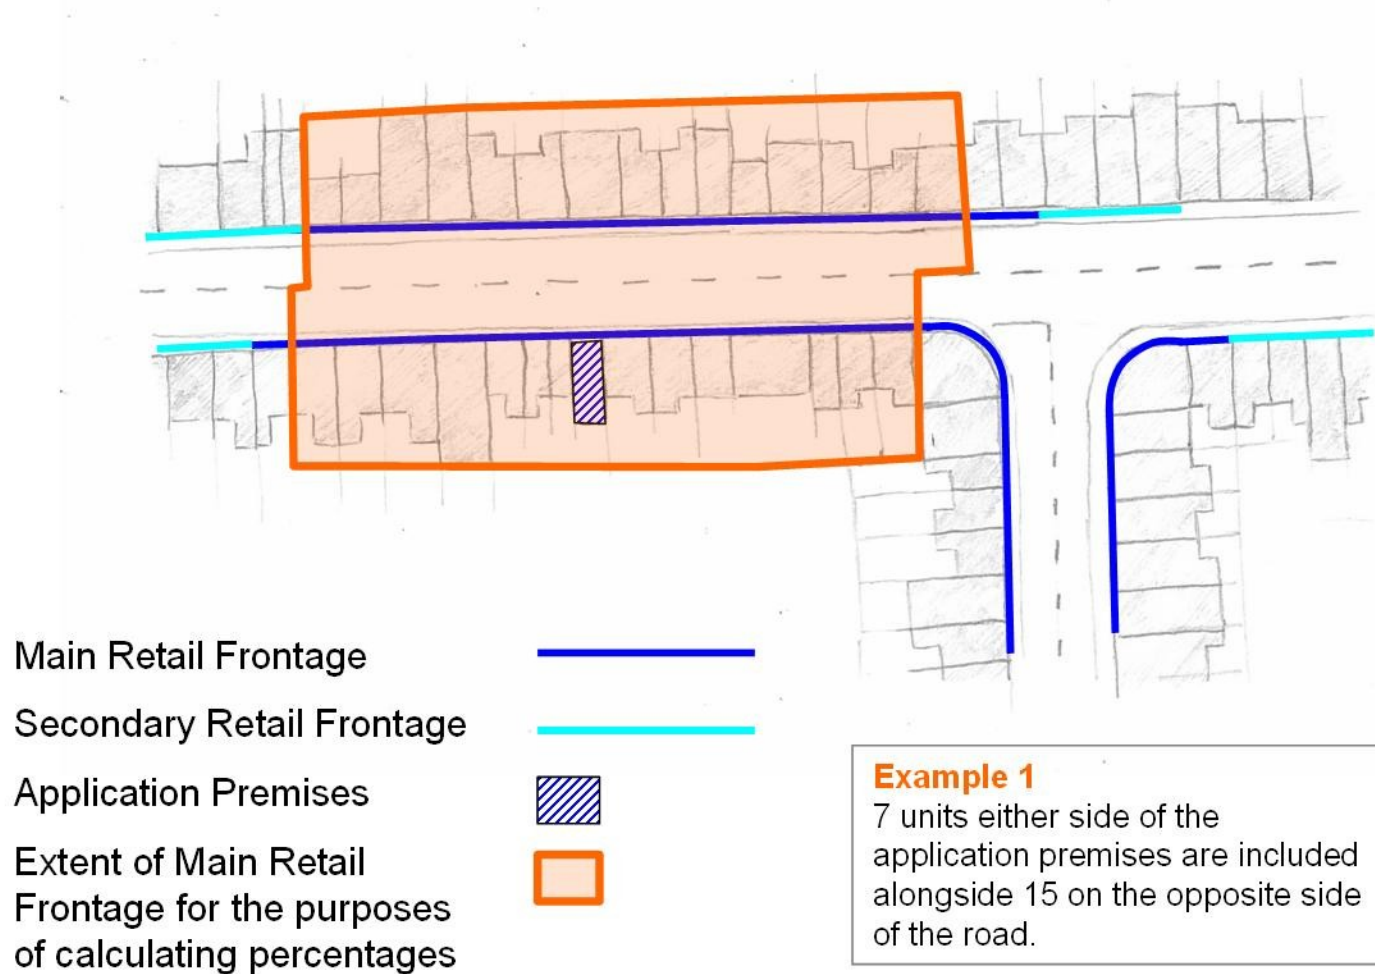 Main Retail Frontage
Secondary Retail Frontage
Application Premises
Extent of Main Retail
Frontage for the purposes
of calculating percentages
Example 1
7 units either side of the
application premises are included
alongside 15 on the opposite side
of the road.